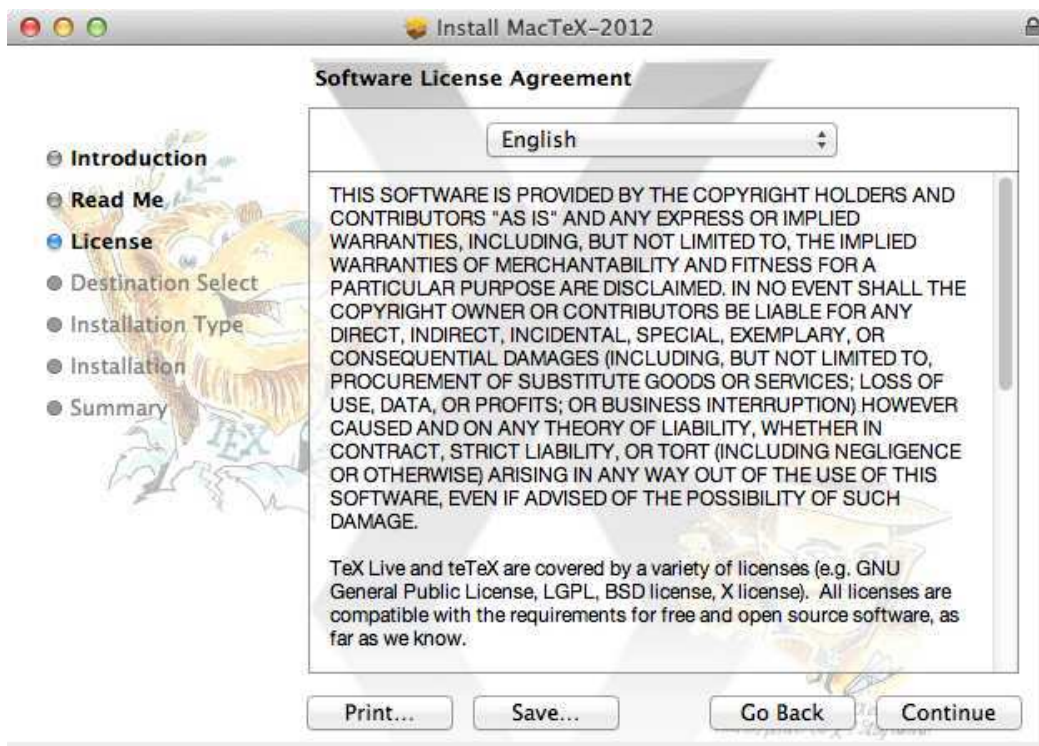 Install MacTeX-2012
Software License Agreement
English
Introduction
Read Me
License
Destination Select
Installation Type
Installation
Summary
THIS SOFTWARE IS PROVIDED BY THE COPYRIGHT HOLDERS AND
CONTRIBUTORS "AS IS" AND ANY EXPRESS OR IMPLIED
WARRANTIES, INCLUDING, BUT NOT LIMITED TO, THE IMPLIED
WARRANTIES OF MERCHANTABILITY AND FITNESS FOR A
PARTICULAR PURPOSE ARE DISCLAIMED. IN NO EVENT SHALL THE
COPYRIGHT OWNER OR CONTRIBUTORS BE LIABLE FOR ANY
DIRECT, INDIRECT, INCIDENTAL, SPECIAL, EXEMPLARY, OR
CONSEQUENTIAL DAMAGES (INCLUDING, BUT NOT LIMITED TO,
PROCUREMENT OF SUBSTITUTE GOODS OR SERVICES; LOSS OF
USE, DATA, OR PROFITS; OR BUSINESS INTERRUPTION) HOWEVER
CAUSED AND ON ANY THEORY OF LIABILITY, WHETHER IN
CONTRACT, STRICT LIABILITY, OR TORT (INCLUDING NEGLIGENCE
OR OTHERWISE) ARISING IN ANY WAY OUT OF THE USE OF THIS
SOFTWARE, EVEN IF ADVISED OF THE POSSIBILITY OF SUCH
DAMAGE.
TeX Live and teTeX are covered by a variety of licenses (e.g. GNU
General Public License, LGPL, BSD license, X license).  All licenses are
compatible with the requirements for free and open source software, as
far as we know.
TEX
Print...
Save...
Go Back
Continue